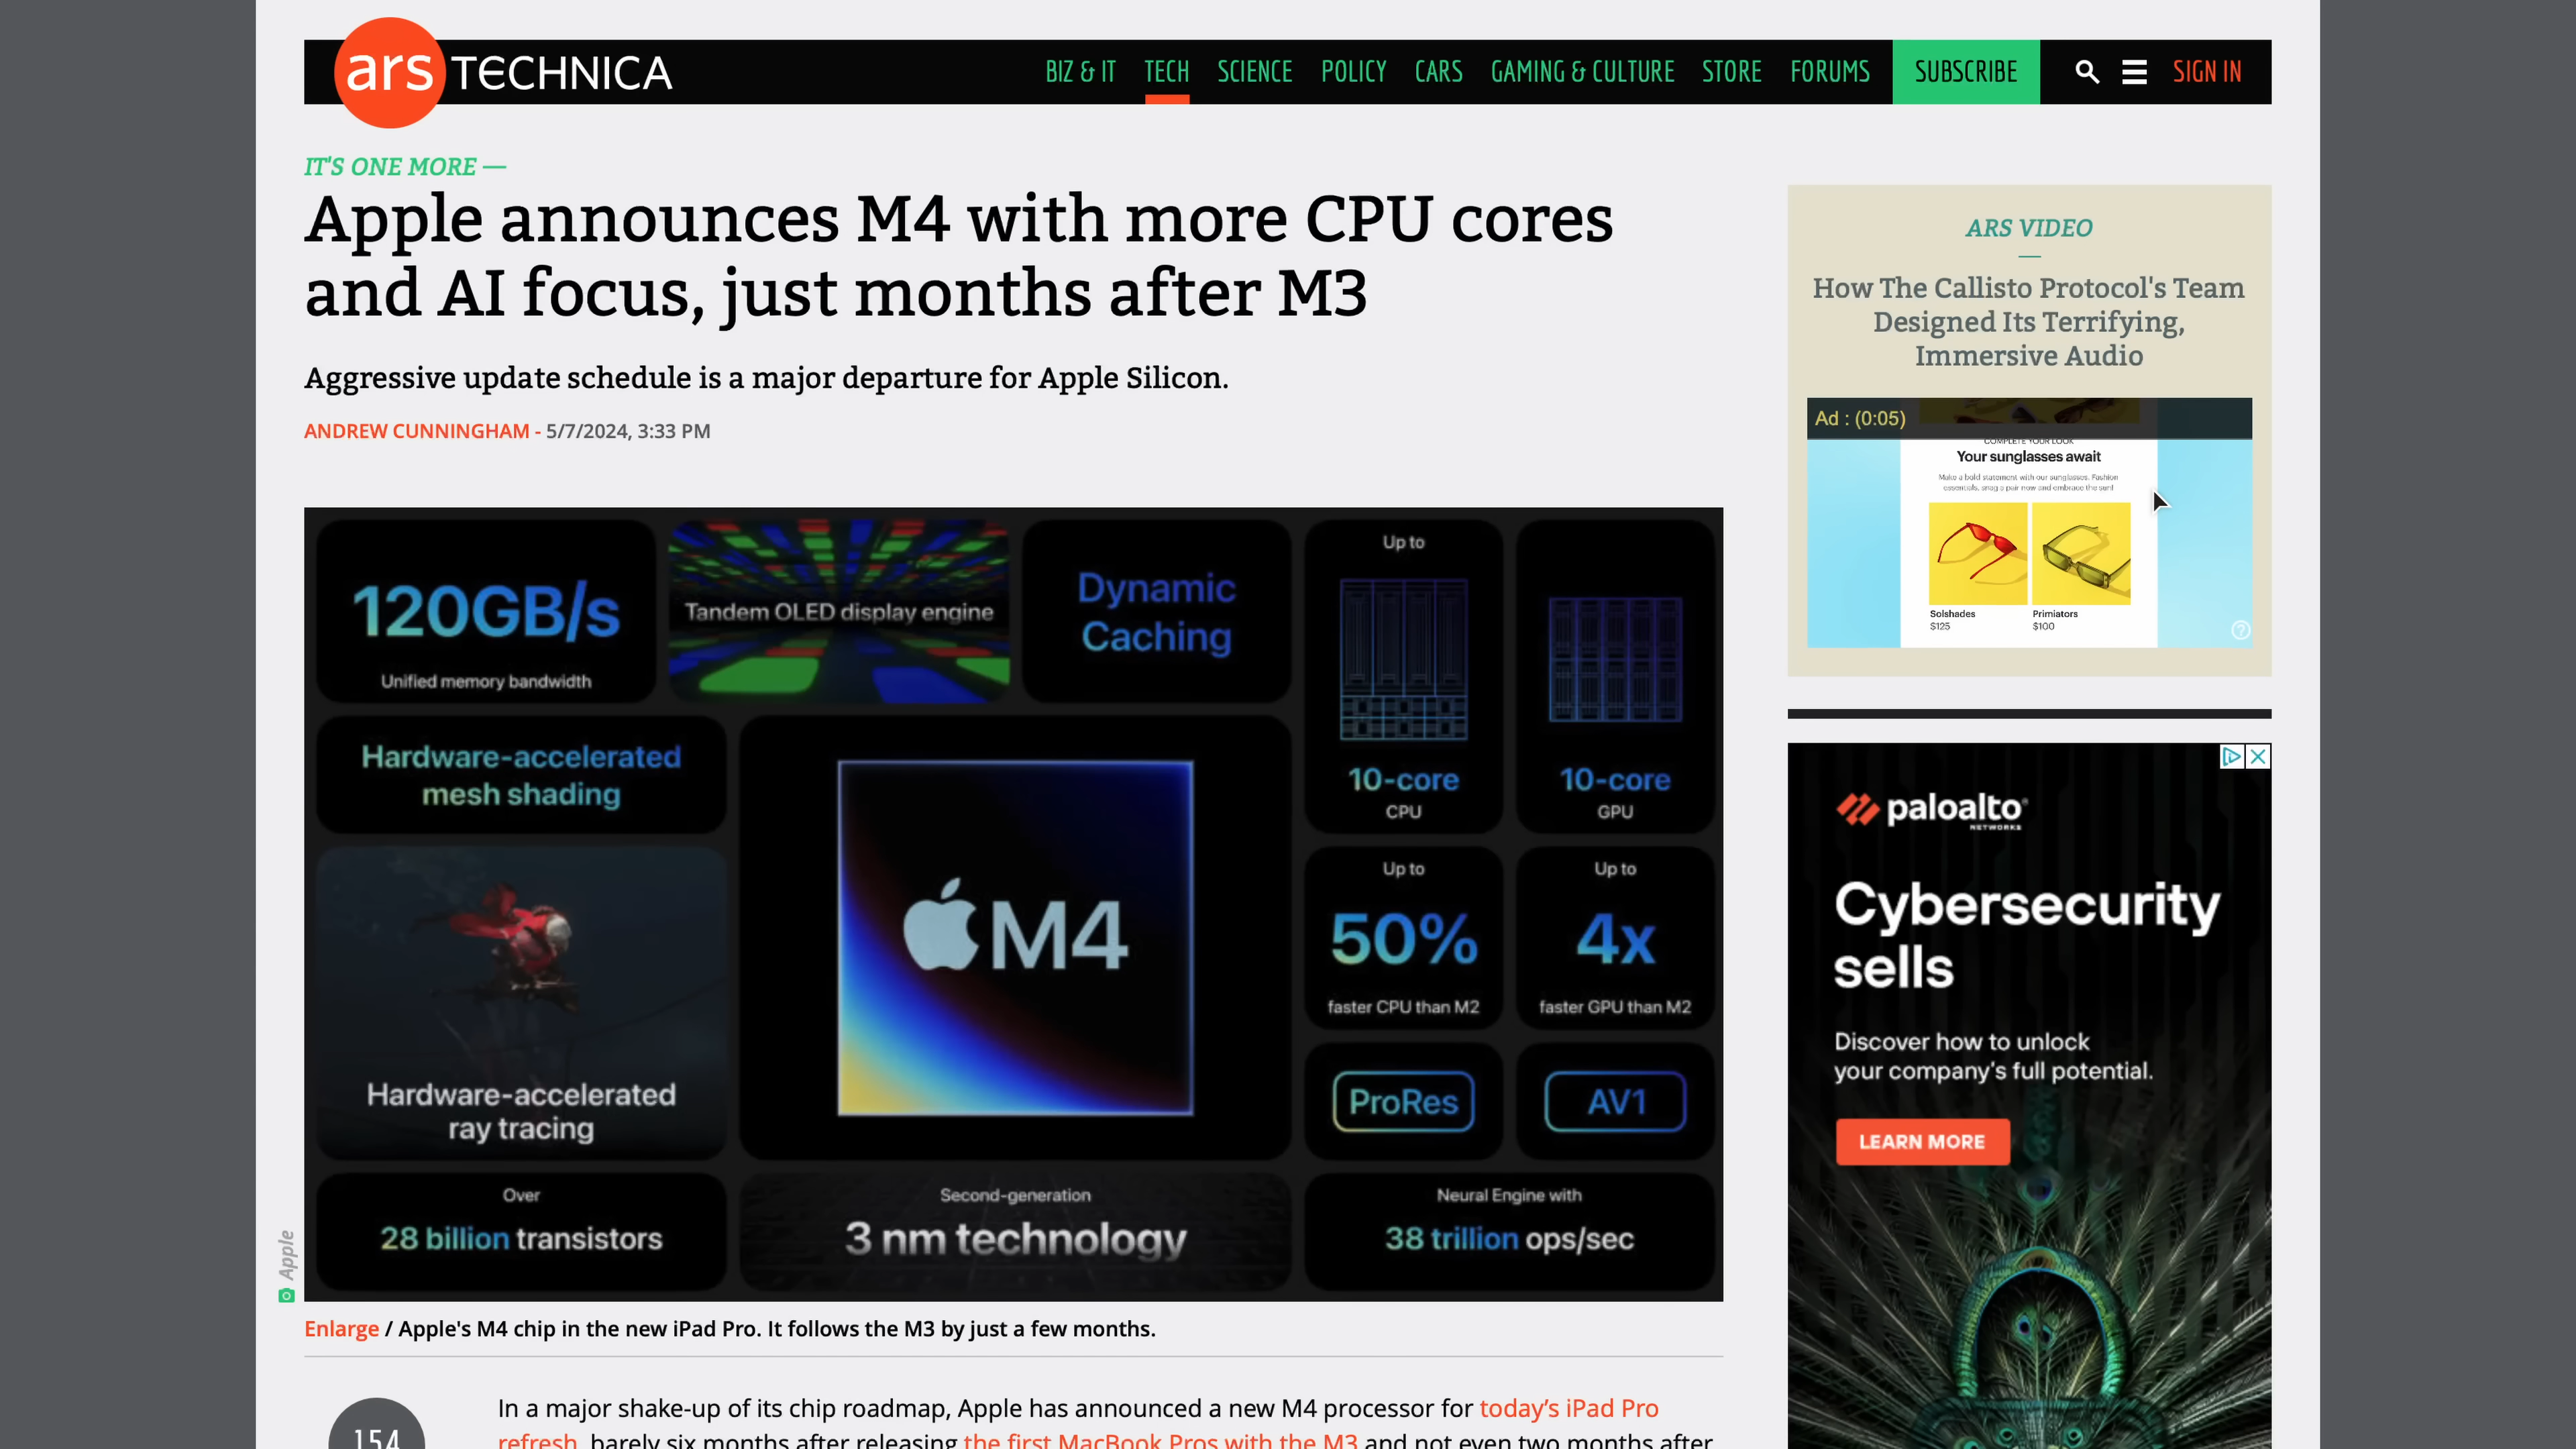 ars TECHNICA
BIZ & IT TECH SCIENCE POLICY CARS GAMING & CULTURE STORE FORUMS SUBSCRIBE SIGN IN
IT'S ONE MORE —
Apple announces M4 with more CPU cores
and AI focus, just months after M3
Aggressive update schedule is a major departure for Apple Silicon.
ANDREW CUNNINGHAM - 5/7/2024, 3:33 PM
120GB/s
Unified memory bandwidth
Tandem OLED display engine
Dynamic
Caching
Up to
10-core
CPU
10-core
GPU
Hardware-accelerated
mesh shading
M4
Up to
50%
faster CPU than M2
Up to
4x
faster GPU than M2
Hardware-accelerated
ray tracing
ProRes
AV1
Over
28 billion transistors
Second-generation
3 nm technology
Neural Engine with
38 trillion ops/sec
Apple
Enlarge / Apple's M4 chip in the new iPad Pro. It follows the M3 by just a few months.
154
In a major shake-up of its chip roadmap, Apple has announced a new M4 processor for today's iPad Pro
refresh, barely six months after releasing the first MacBook Pros with the M3 and not even two months after
ARS VIDEO
How The Callisto Protocol's Team
Designed Its Terrifying,
Immersive Audio
Ad : (0:05)
COMPLETE YOUR LOOK
Your sunglasses await
Make a bold statement with our sunglasses. Fashion
essentials, snag a pair now and embrace the sun!
Solshades
$125
Primiators
$100
paloalto
NETWORKS
Cybersecurity
sells
Discover how to unlock
your company's full potential.
LEARN MORE